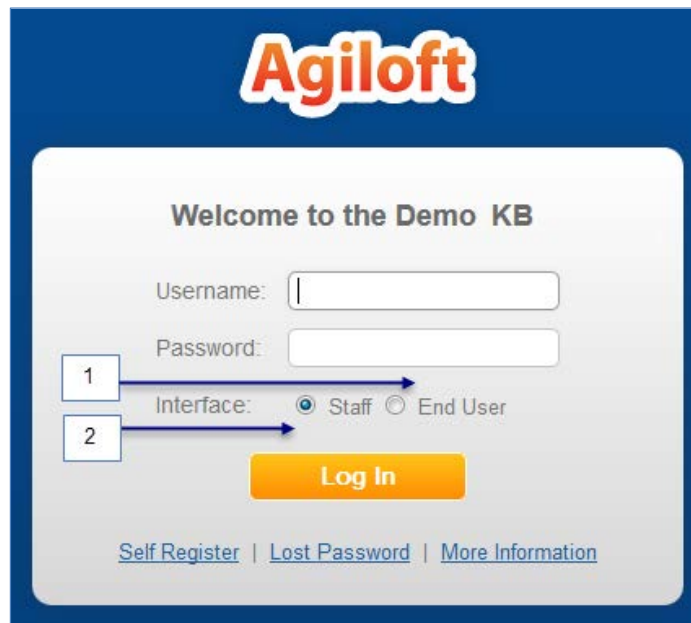 Agiloft
Welcome to the Demo KB
Username:
Password:
1
Interface: Staff End User
2
Log In
Self Register | Lost Password | More Information